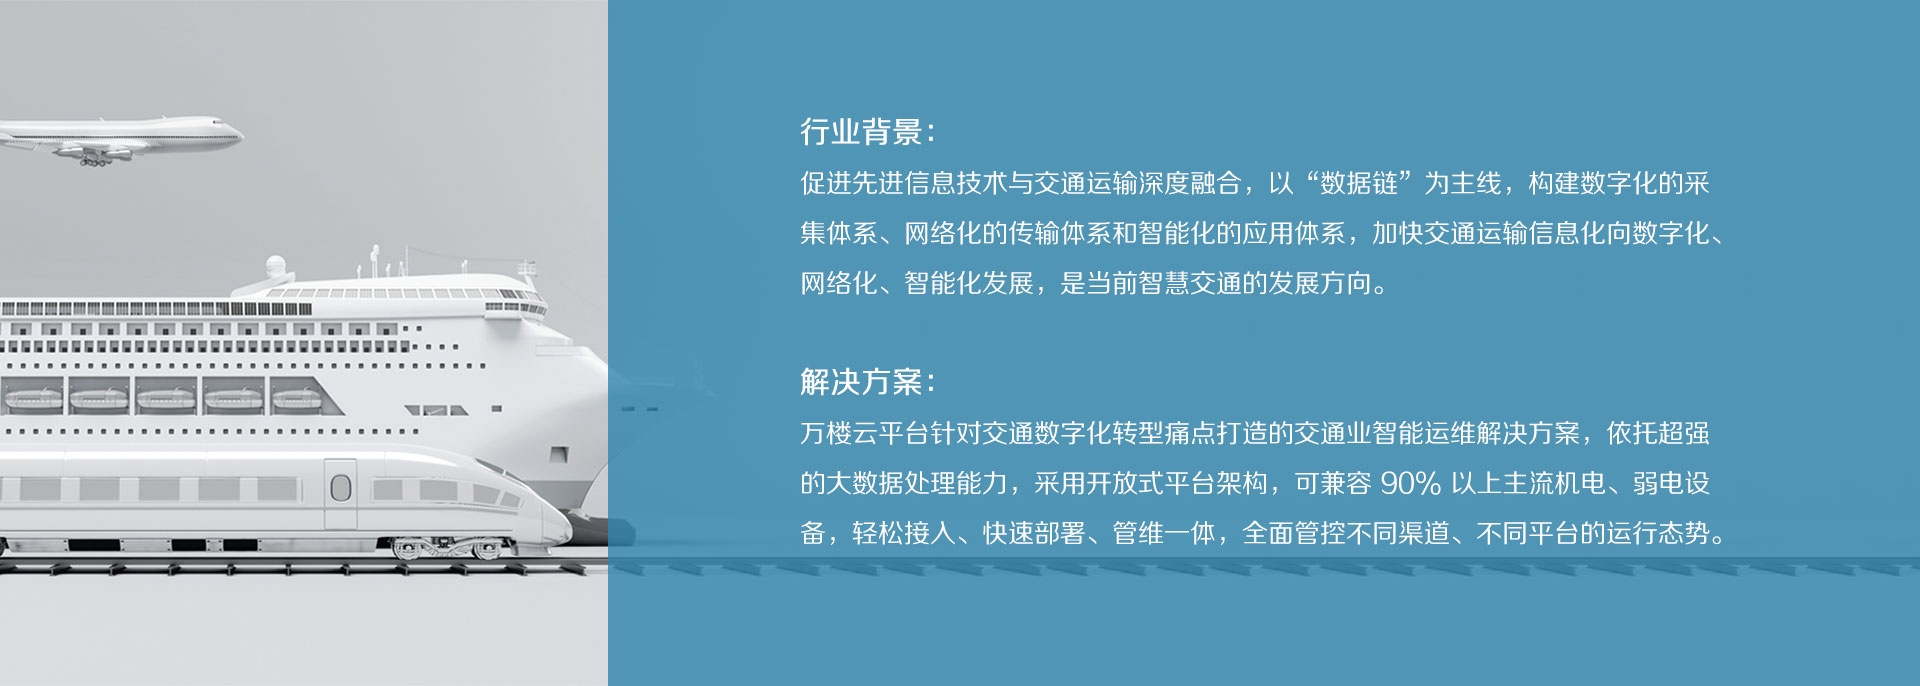 行业背景：
促进先进信息技术与交通运输深度融合，以“数据链”为主线，构建数字化的采
集体系、网络化的传输体系和智能化的应用体系，加快交通运输信息化向数字化、
网络化、智能化发展，是当前智慧交通的发展方向。
解决方案：
万楼云平台针对交通数字化转型痛点打造的交通业智能运维解决方案，依托超强
的大数据处理能力，采用开放式平台架构，可兼容 90% 以上主流机电、弱电设
备，轻松接入、快速部署、管维一体，全面管控不同渠道、不同平台的运行态势。